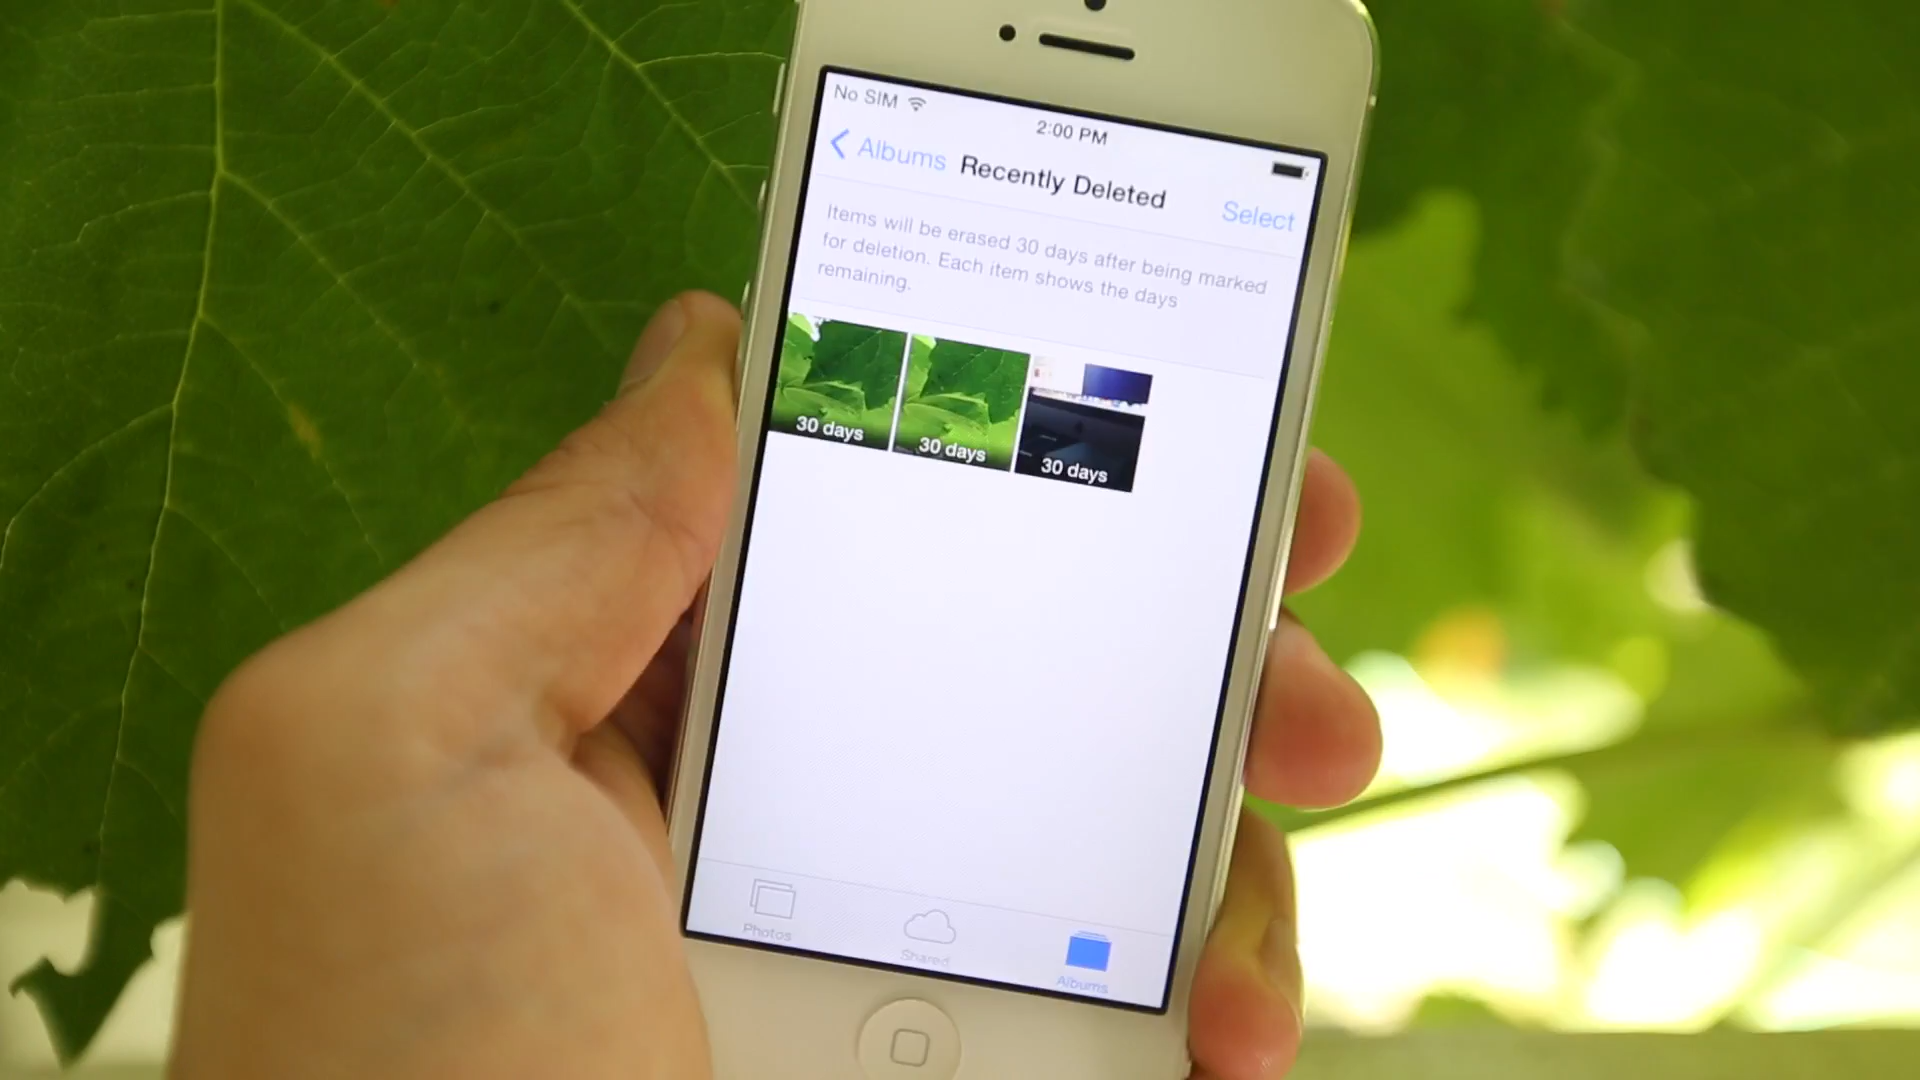 No SIM
2:00 PM
Albums
Recently Deleted
Select
Items will be erased 30 days after being marked
for deletion. Each item shows the days
remaining.
30 days
30 days
30 days
Photos
Shared
Albums